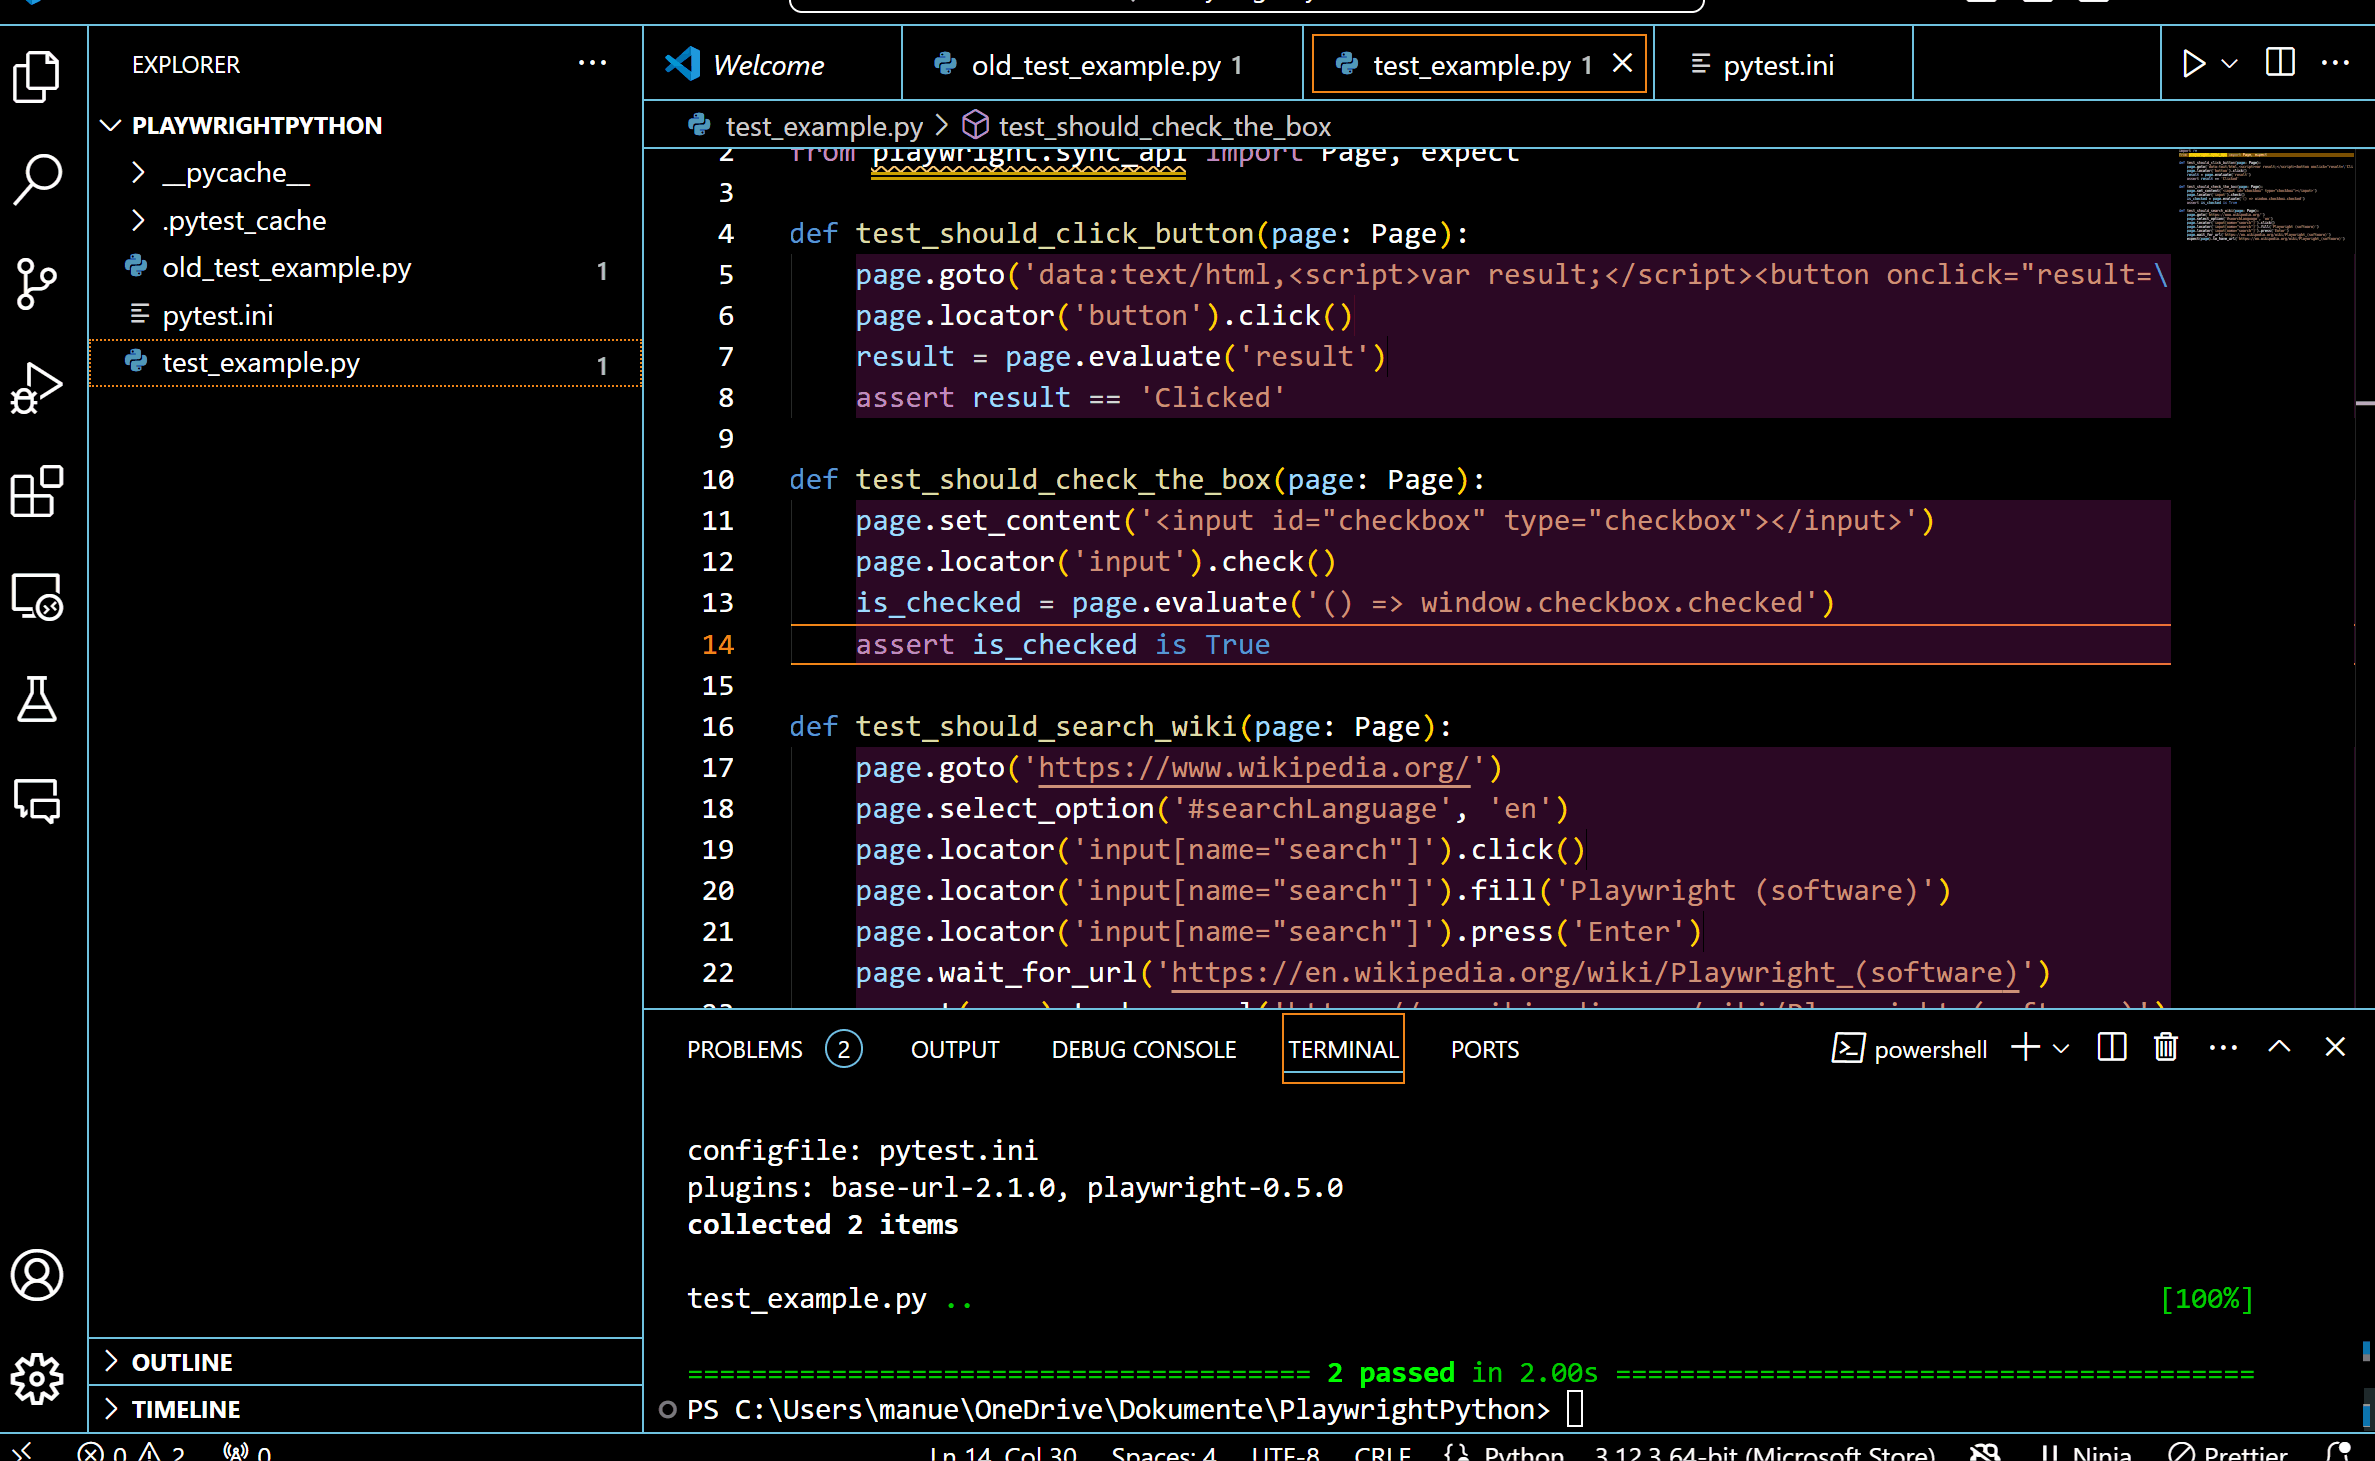 EXPLORER
PLAYWRIGHTPYTHON
__pycache__
.pytest_cache
old_test_example.py 1
pytest.ini
test_example.py 1
OUTLINE
TIMELINE
Welcome
old_test_example.py 1
test_example.py 1
pytest.ini
test_example.py > test_should_check_the_box
2 from playwright.sync_api import Page, expect
3
4 def test_should_click_button(page: Page):
5 page.goto('data:text/html,<script>var result;</script><button onclick="result=\
6 page.locator('button').click()
7 result = page.evaluate('result')
8 assert result == 'Clicked'
9
10 def test_should_check_the_box(page: Page):
11 page.set_content('<input id="checkbox" type="checkbox"></input>')
12 page.locator('input').check()
13 is_checked = page.evaluate('() => window.checkbox.checked')
14 assert is_checked is True
15
16 def test_should_search_wiki(page: Page):
17 page.goto('https://www.wikipedia.org/')
18 page.select_option('#searchLanguage', 'en')
19 page.locator('input[name="search"]').click()
20 page.locator('input[name="search"]').fill('Playwright (software)')
21 page.locator('input[name="search"]').press('Enter')
22 page.wait_for_url('https://en.wikipedia.org/wiki/Playwright_(software)')
PROBLEMS 2 OUTPUT DEBUG CONSOLE TERMINAL PORTS
powershell
configfile: pytest.ini
plugins: base-url-2.1.0, playwright-0.5.0
collected 2 items
test_example.py .. [100%]
======================================= 2 passed in 2.00s ========================================
PS C:\Users\manue\OneDrive\Dokumente\PlaywrightPython>
0 2 0
Ln 14, Col 30 Spaces: 4 UTF-8 CRLF Python 3.12.3 64-bit (Microsoft Store) Ninja Prettier